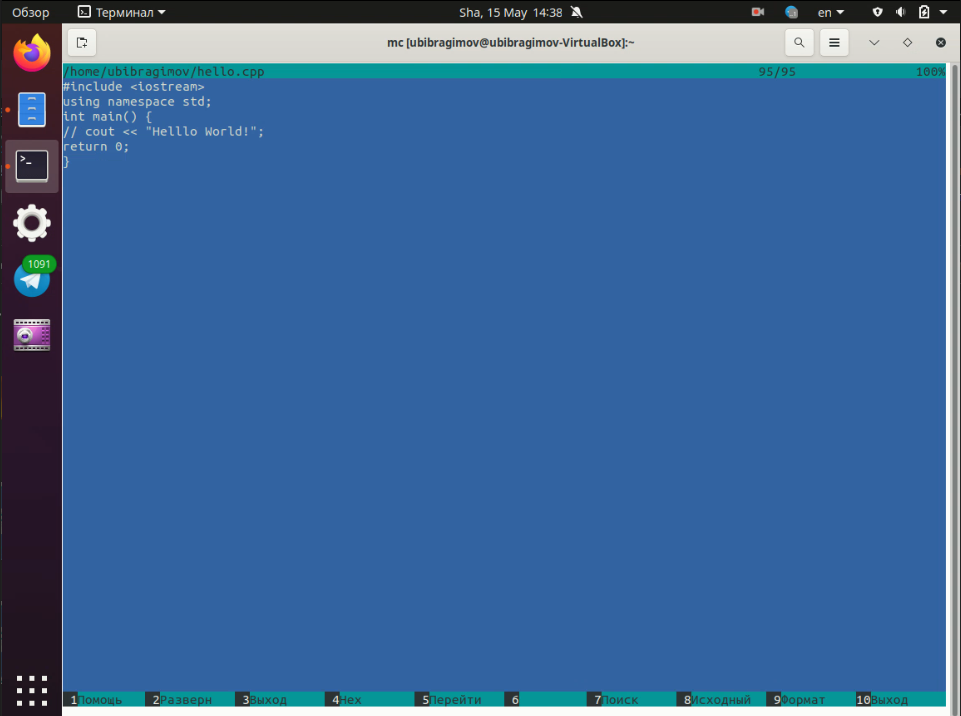 Обзор Терминал Sha, 15 May 14:38 en
mc [ubibragimov@ubibragimov-VirtualBox]:~
/home/ubibragimov/hello.cpp 95/95 100%
#include <iostream>
using namespace std;
int main() {
// cout << "Helllo World!";
return 0;
}
1091
1Помощь 2Разверн 3Выход 4Hex 5Перейти 6 7Поиск 8Исходный 9Формат 10Выход